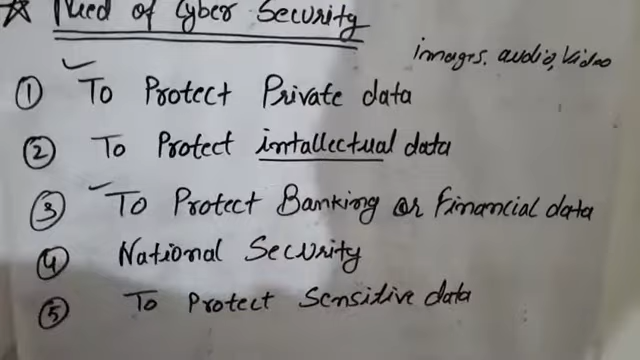 ☆ Need of Cyber Security
images, audio, Video
① To Protect Private data
② To Protect intallectual data
③ To Protect Banking or Financial data
④ National Security
⑤ To Protect Sensitive data